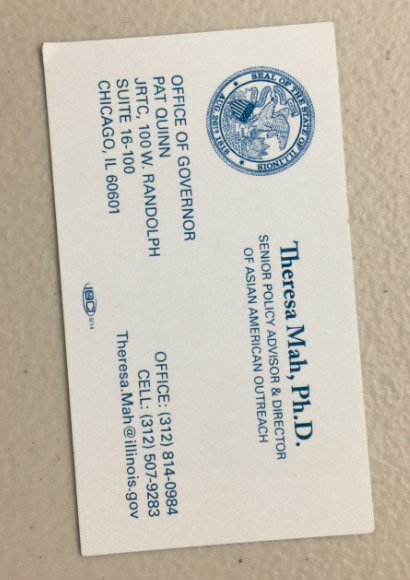 SEAL OF THE STATE OF ILLINOIS
AUG. 26TH 1818
Theresa Mah, Ph.D.
SENIOR POLICY ADVISOR & DIRECTOR
OF ASIAN AMERICAN OUTREACH
OFFICE OF GOVERNOR
PAT QUINN
JRTC, 100 W. RANDOLPH
SUITE 16-100
CHICAGO, IL 60601
OFFICE: (312) 814-0984
CELL: (312) 507-9283
Theresa.Mah@illinois.gov